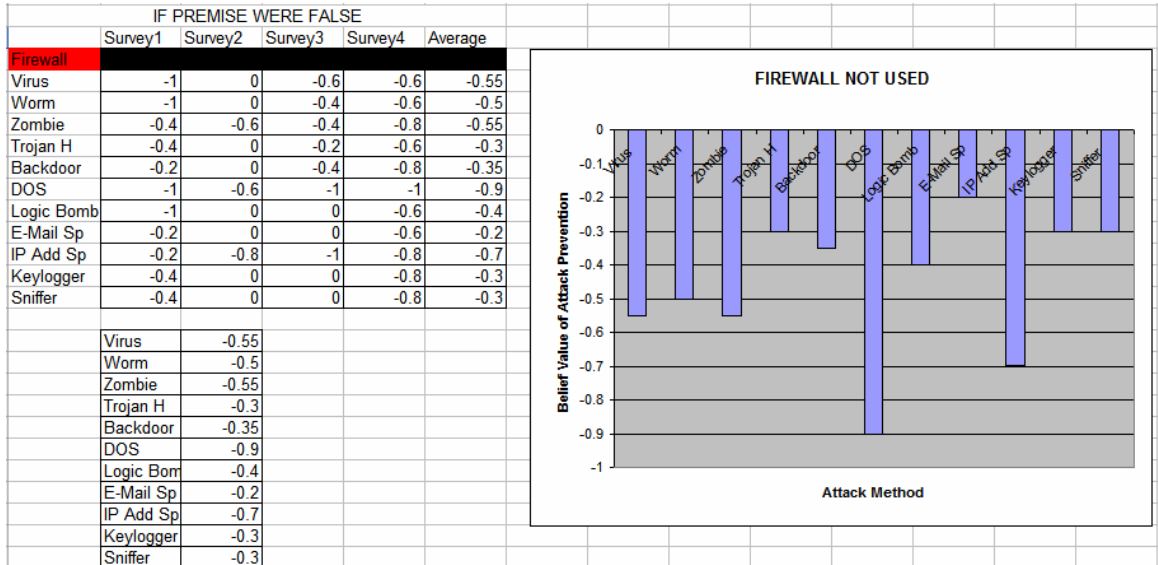 IF PREMISE WERE FALSE
Survey1 Survey2 Survey3 Survey4 Average
Firewall
Virus -1 0 -0.6 -0.6 -0.55
Worm -1 0 -0.4 -0.6 -0.5
Zombie -0.4 -0.6 -0.4 -0.8 -0.55
Trojan H -0.4 0 -0.2 -0.6 -0.3
Backdoor -0.2 0 -0.4 -0.8 -0.35
DOS -1 -0.6 -1 -1 -0.9
Logic Bomb -1 0 0 -0.6 -0.4
E-Mail Sp -0.2 0 0 -0.6 -0.2
IP Add Sp -0.2 -0.8 -1 -0.8 -0.7
Keylogger -0.4 0 0 -0.8 -0.3
Sniffer -0.4 0 0 -0.8 -0.3
Virus -0.55
Worm -0.5
Zombie -0.55
Trojan H -0.3
Backdoor -0.35
DOS -0.9
Logic Bom -0.4
E-Mail Sp -0.2
IP Add Sp -0.7
Keylogger -0.3
Sniffer -0.3
FIREWALL NOT USED
Belief Value of Attack Prevention
0
-0.1
-0.2
-0.3
-0.4
-0.5
-0.6
-0.7
-0.8
-0.9
-1
Virus
Worm
Zombie
Trojan H
Backdoor
DOS
Logic Bomb
E-Mail Sp
IP Add Sp
Keylogger
Sniffer
Attack Method